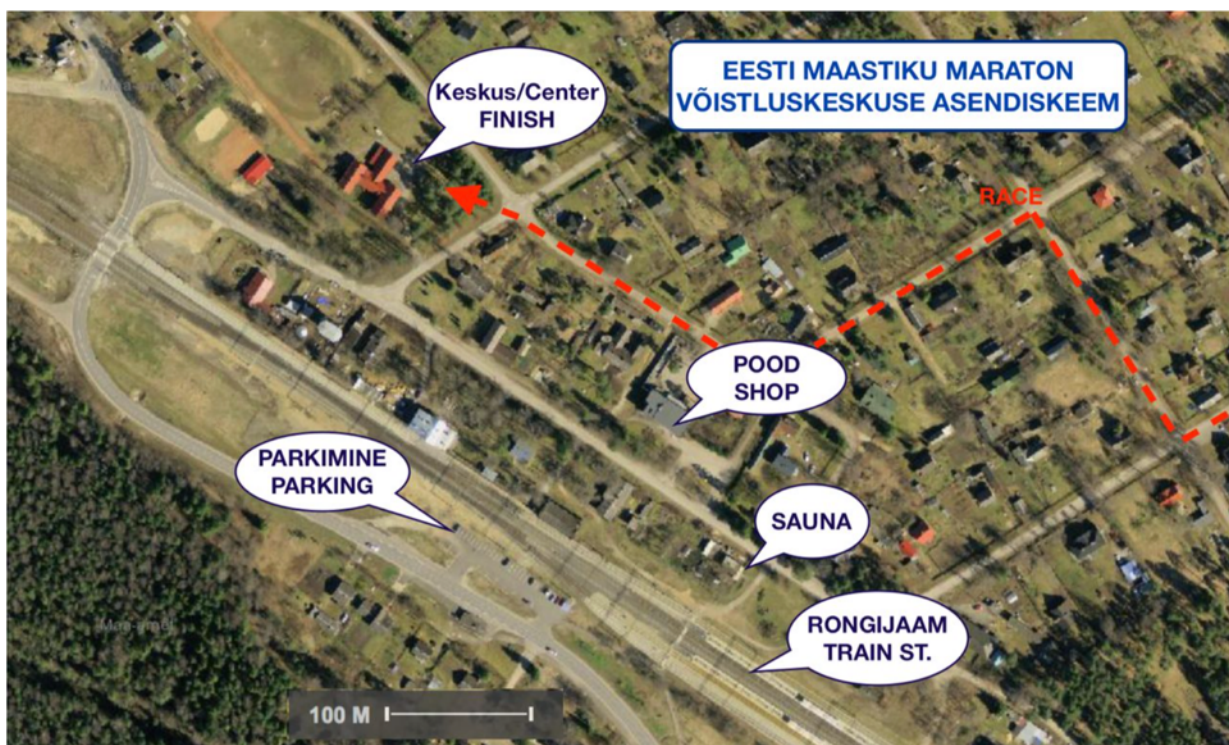 EESTI MAASTIKU MARATON
VÕISTLUSKESKUSE ASENDISKEEM
Keskus/Center
FINISH
RACE
POOD
SHOP
PARKIMINE
PARKING
SAUNA
RONGIJAAM
TRAIN ST.
100 M